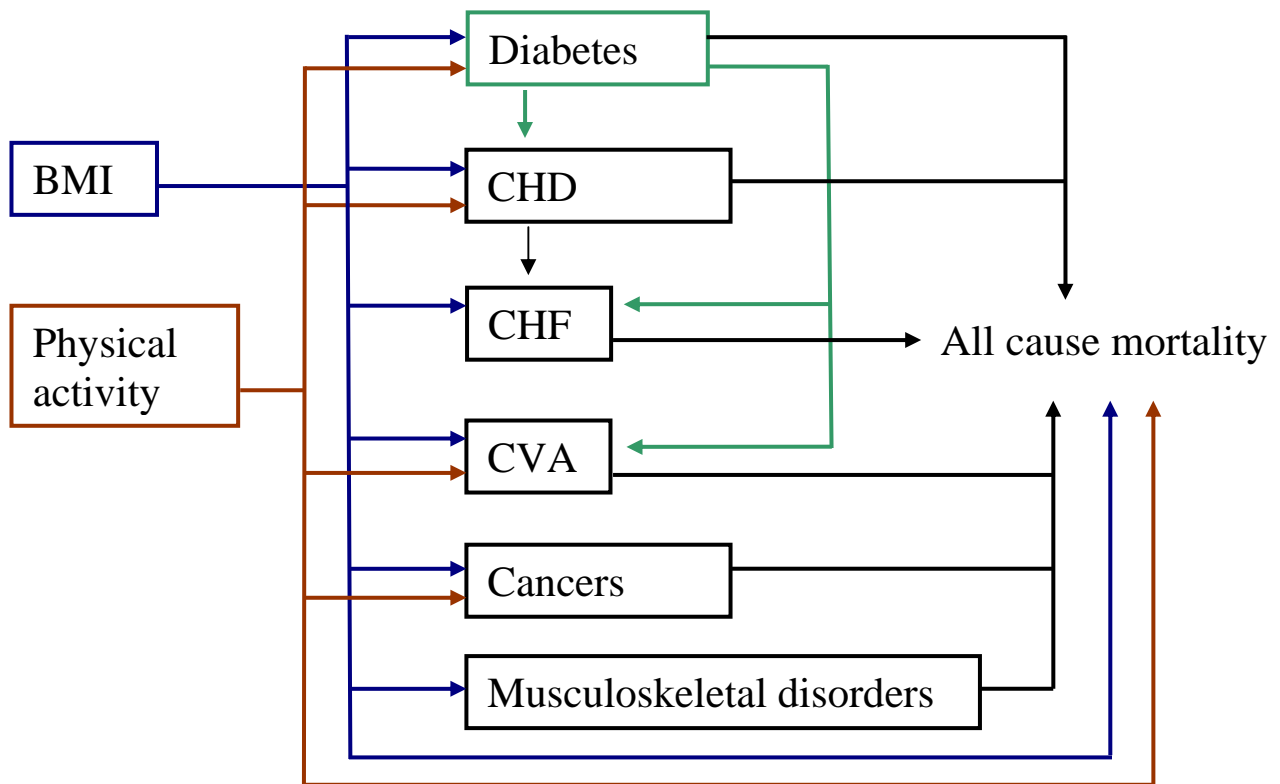 Diabetes
BMI
CHD
Physical
activity
CHF
All cause mortality
CVA
Cancers
Musculoskeletal disorders